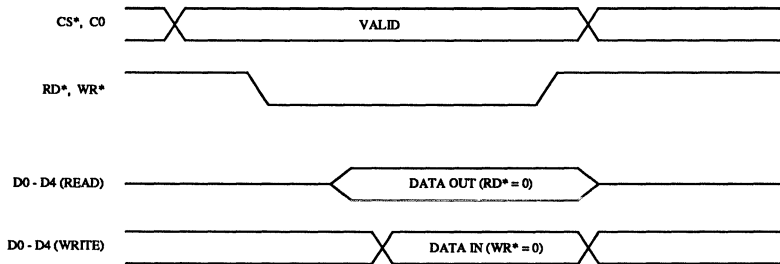 CS*, C0
VALID
RD*, WR*
D0 - D4 (READ)
DATA OUT (RD* = 0)
D0 - D4 (WRITE)
DATA IN (WR* = 0)